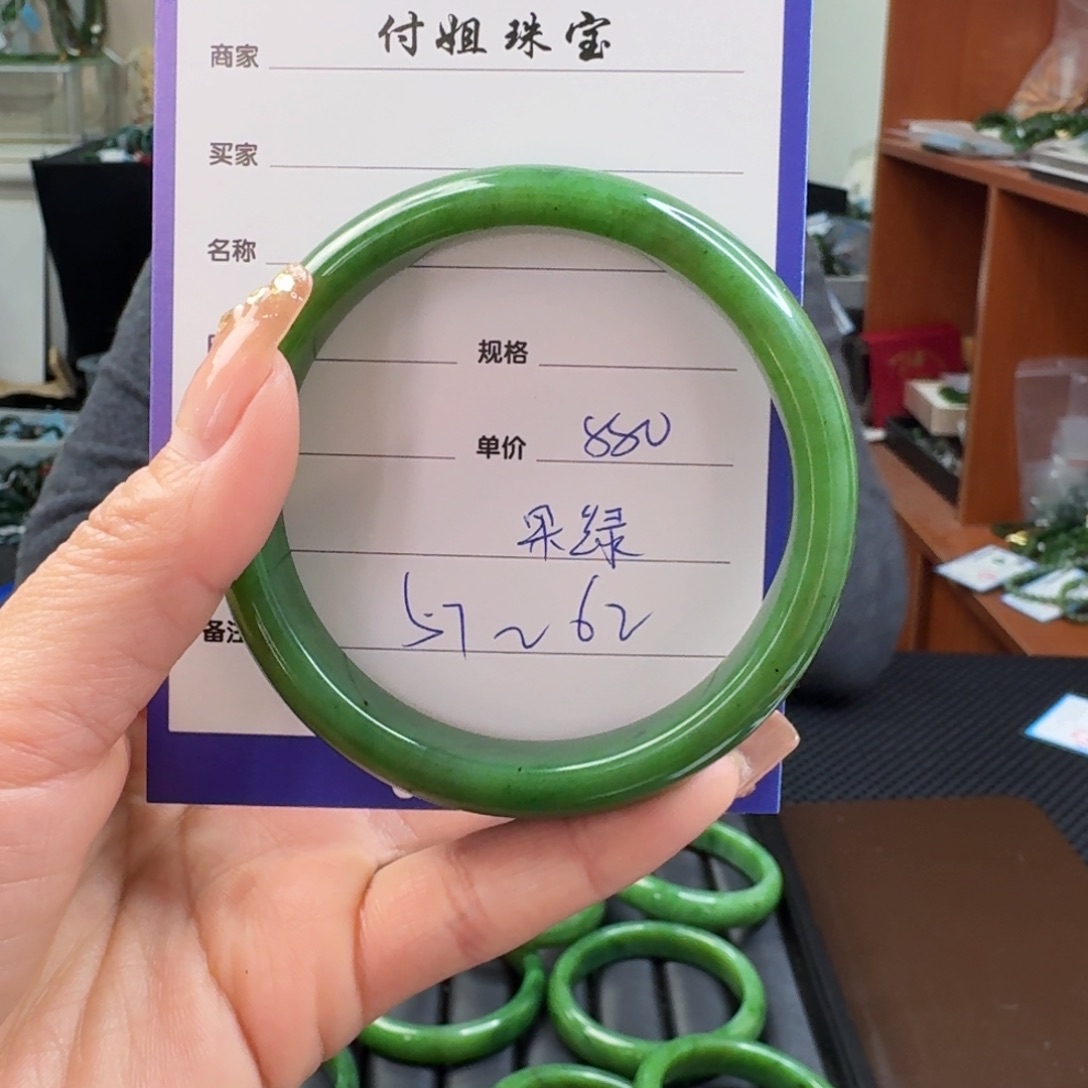 商家 付姐珠宝
买家
名称
规格
单价 880
果绿
备注 57~62